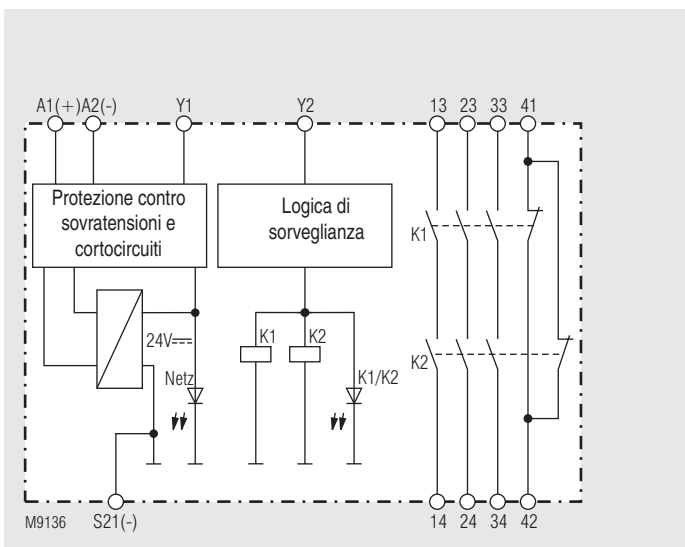 A1(+) A2(-) Y1 Y2 13 23 33 41
Protezione contro
sovratensioni e
cortocircuiti
Logica di
sorveglianza
K1
24V
K1 K2
Netz
K1/K2
K2
M9136 S21(-) 14 24 34 42